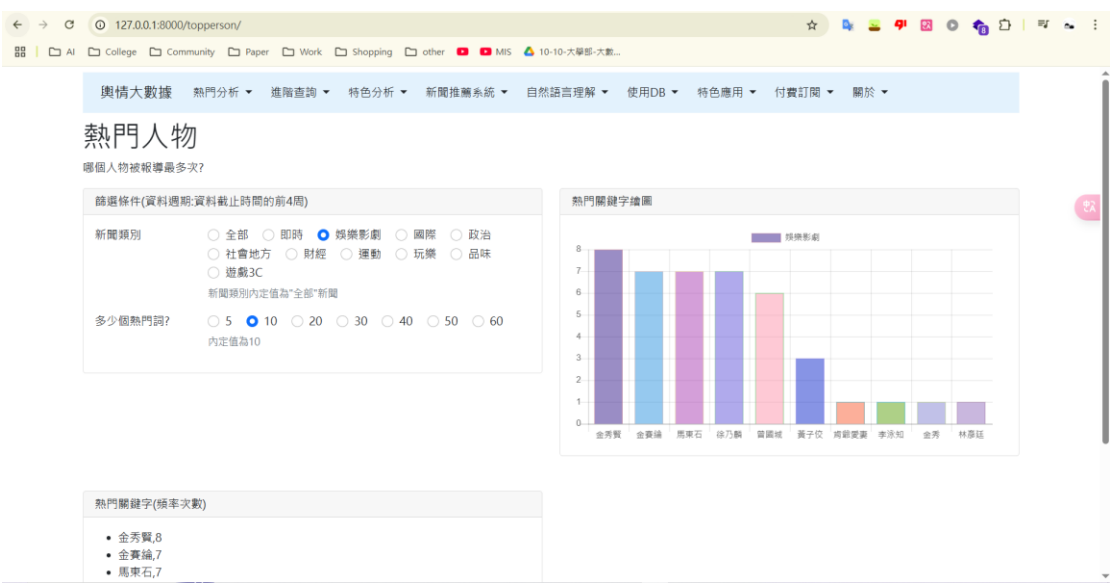 127.0.0.1:8000/topperson/
AI College Community Paper Work Shopping other MIS 10-10-大學部-大數...
輿情大數據 熱門分析 進階查詢 特色分析 新聞推薦系統 自然語言理解 使用DB 特色應用 付費訂閱 關於
熱門人物
哪個人物被報導最多次?
篩選條件(資料週期:資料截止時間的前4周)
新聞類別
全部 即時 娛樂影劇 國際 政治
社會地方 財經 運動 玩樂 品味
遊戲3C
新聞類別內定值為"全部"新聞
多少個熱門詞?
5 10 20 30 40 50 60
內定值為10
熱門關鍵字繪圖
娛樂影劇
8
7
6
5
4
3
2
1
0
金秀賢 金賽綸 馬東石 徐乃麟 曾國城 黃子佼 李泳知 金秀
熱門關鍵字(頻率次數)
金秀賢,8
金賽綸,7
馬東石,7